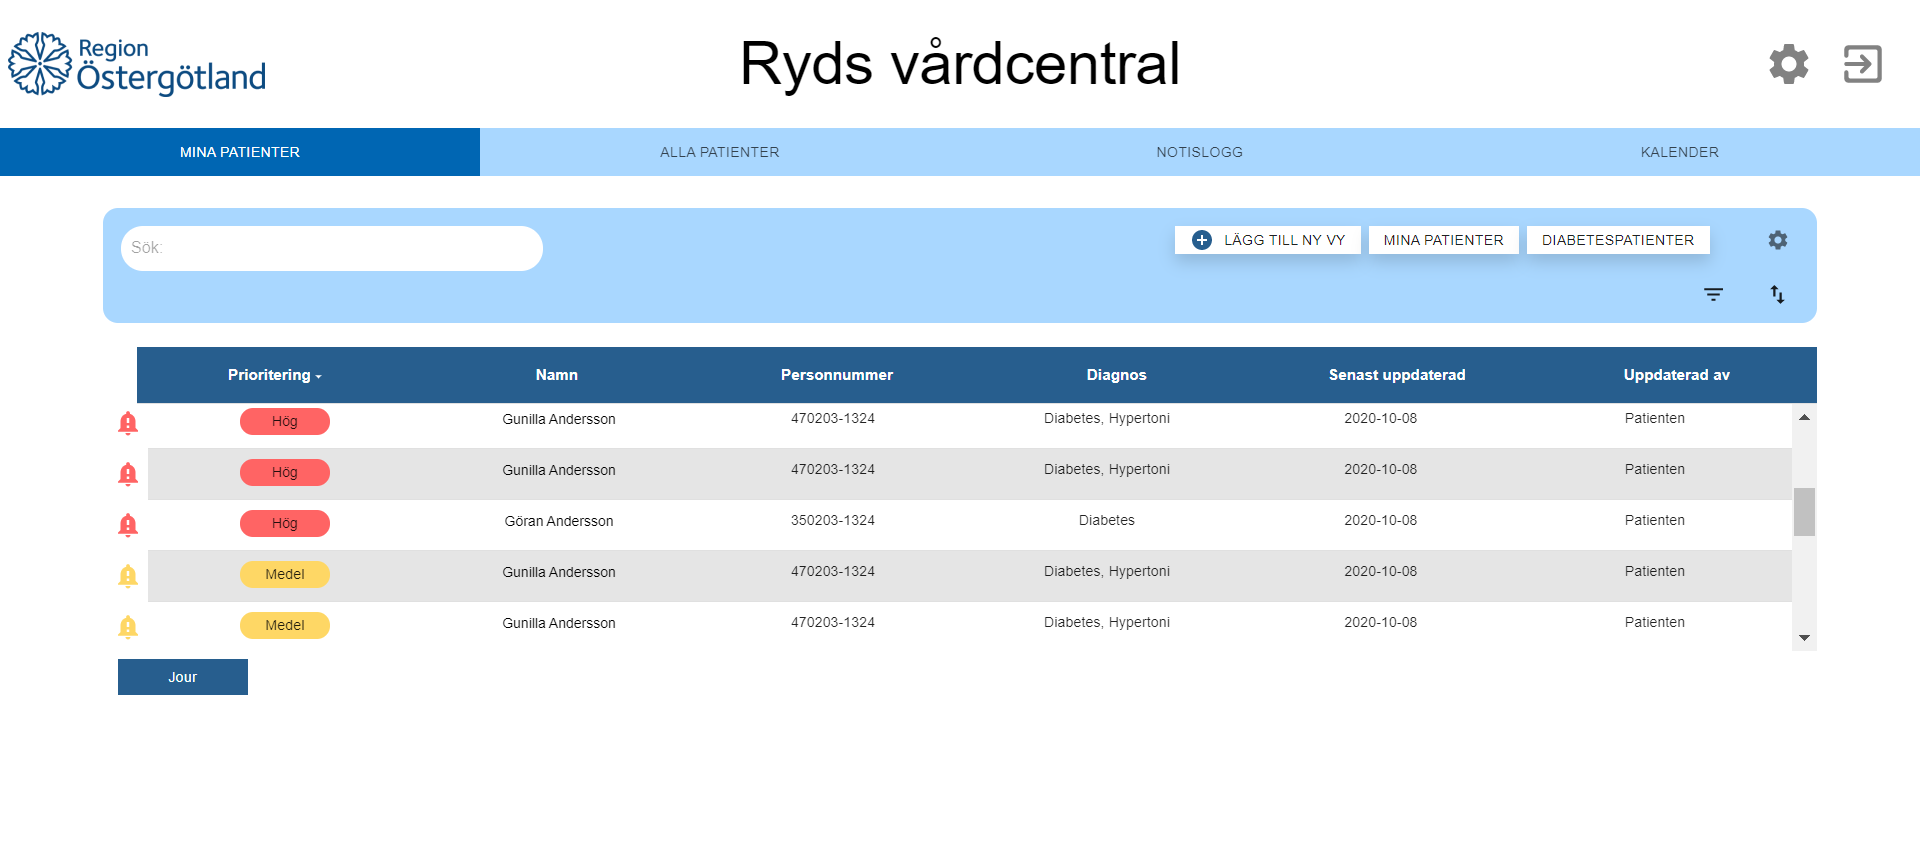 Region
Östergötland
Ryds vårdcentral
MINA PATIENTER ALLA PATIENTER NOTISLOGG KALENDER
Sök: LÄGG TILL NY VY MINA PATIENTER DIABETESPATIENTER
Prioritering Namn Personnummer Diagnos Senast uppdaterad Uppdaterad av
Hög Gunilla Andersson 470203-1324 Diabetes, Hypertoni 2020-10-08 Patienten
Hög Gunilla Andersson 470203-1324 Diabetes, Hypertoni 2020-10-08 Patienten
Hög Göran Andersson 350203-1324 Diabetes 2020-10-08 Patienten
Medel Gunilla Andersson 470203-1324 Diabetes, Hypertoni 2020-10-08 Patienten
Medel Gunilla Andersson 470203-1324 Diabetes, Hypertoni 2020-10-08 Patienten
Jour